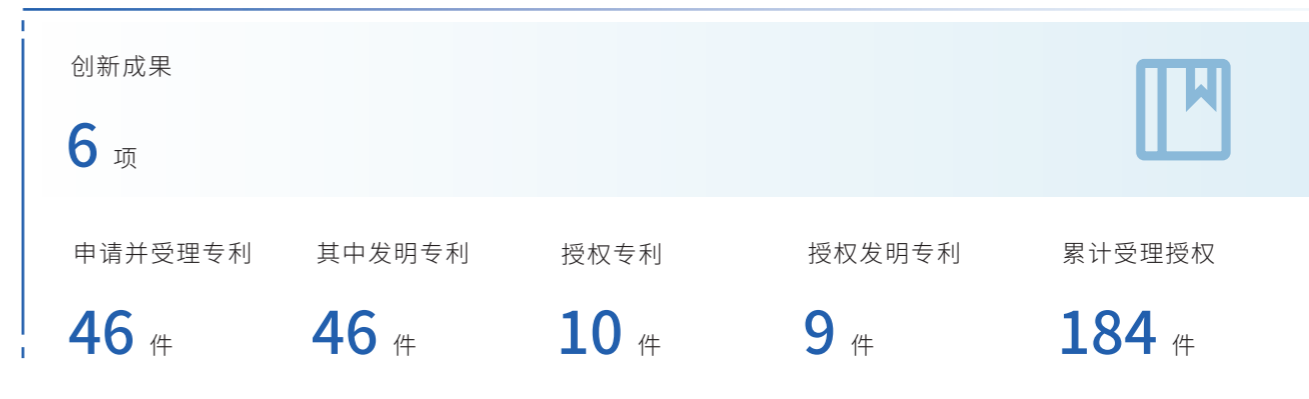 创新成果
6 项
申请并受理专利 其中发明专利 授权专利 授权发明专利 累计受理授权
46 件 46 件 10 件 9 件 184 件